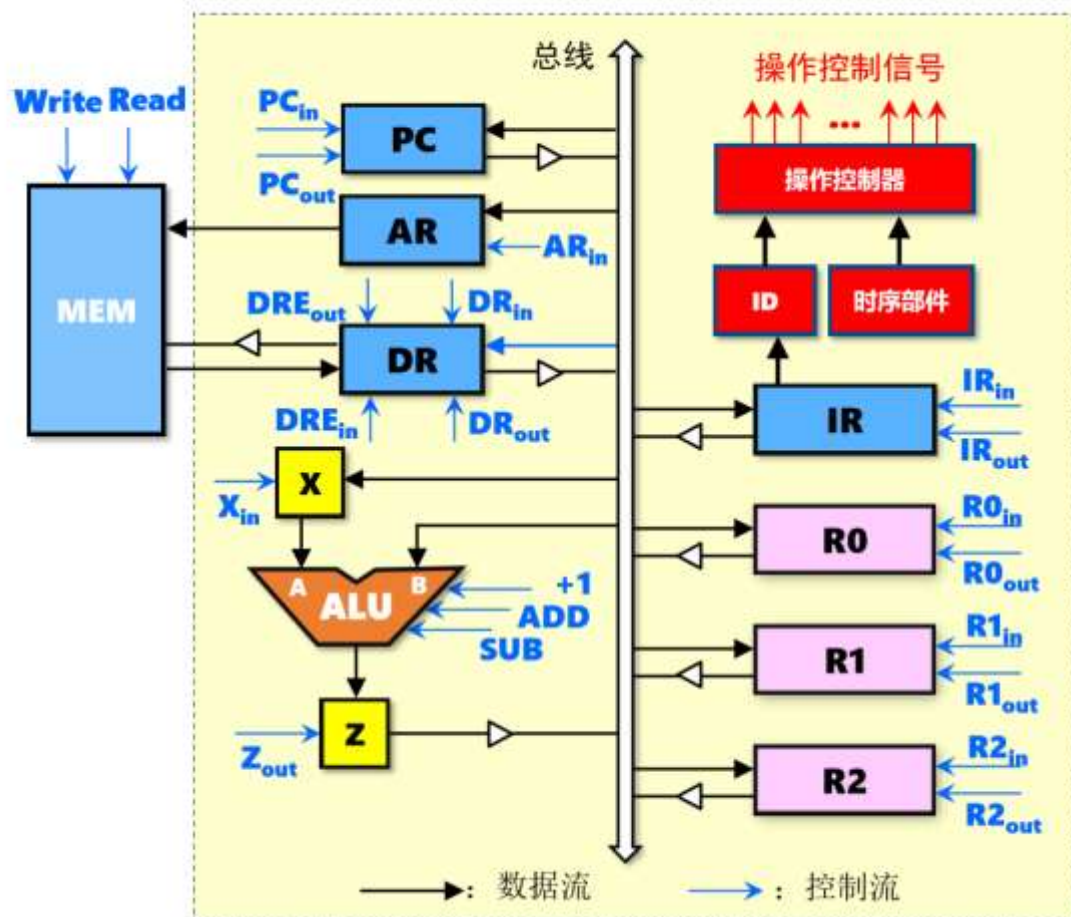 总线
操作控制信号
...
Write Read
PCin
PC
PCout
操作控制器
AR
ARin
MEM
DREout
DRin
ID
时序部件
DR
DREin
DRout
IRin
IR
IRout
X
Xin
R0in
R0
R0out
A
B
ALU
+1
ADD
SUB
R1in
R1
R1out
Z
Zout
R2in
R2
R2out
：数据流
：控制流